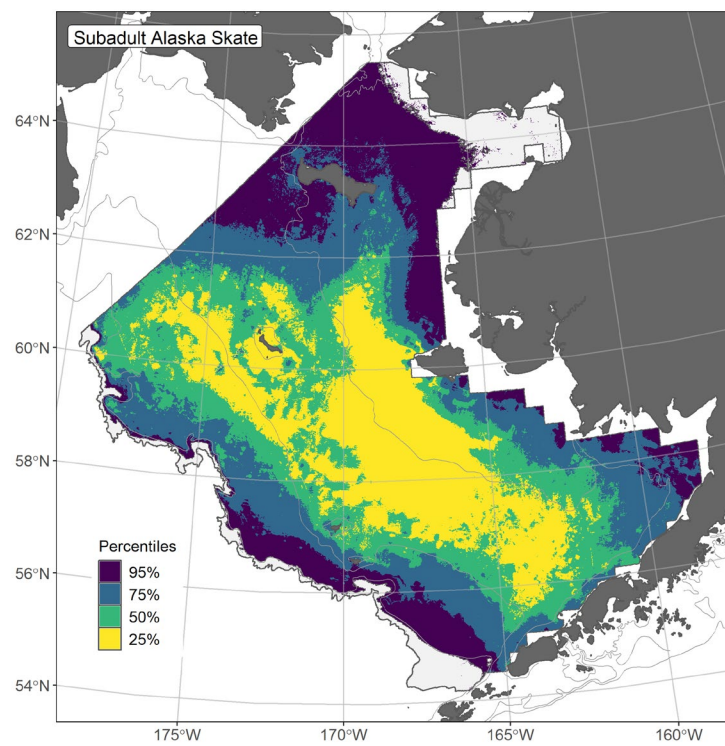 Subadult Alaska Skate
64°N
62°N
60°N
58°N
56°N
54°N
Percentiles
95%
75%
50%
25%
175°W
170°W
165°W
160°W